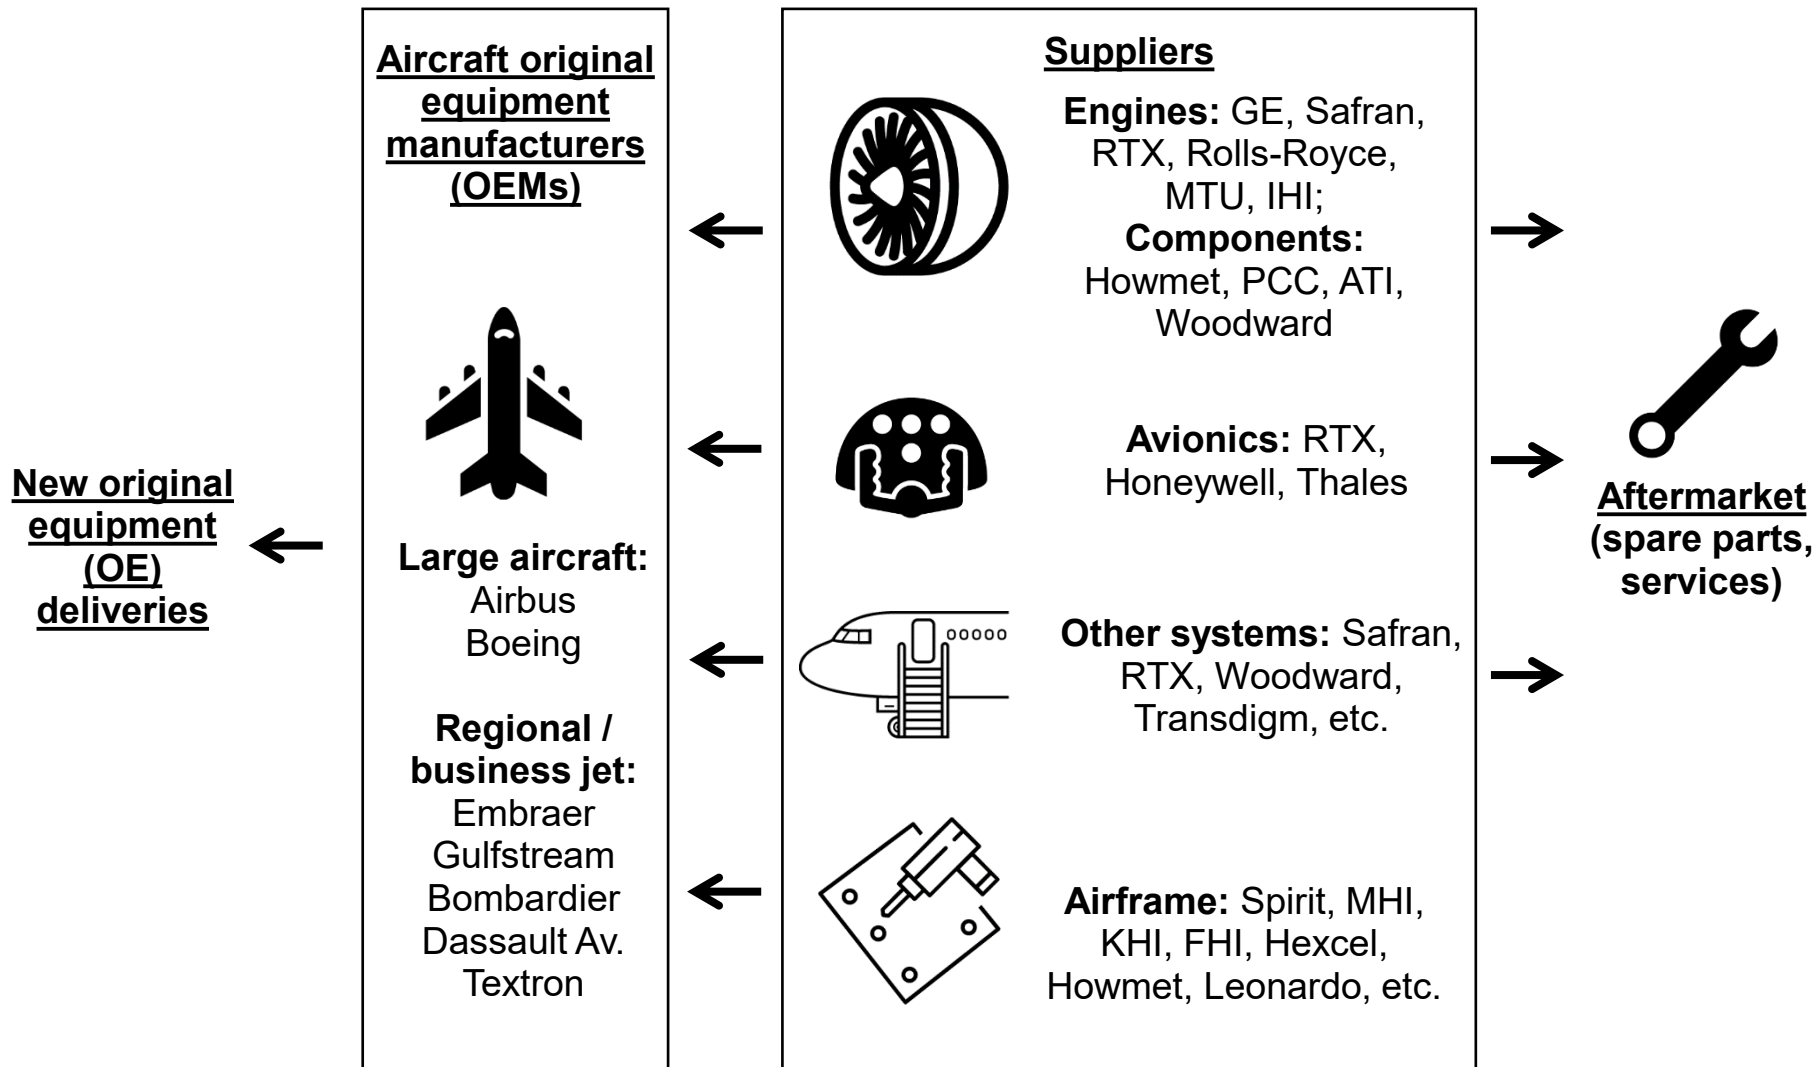 New original
equipment
(OE)
deliveries
Aircraft original
equipment
manufacturers
(OEMs)
Large aircraft:
Airbus
Boeing
Regional /
business jet:
Embraer
Gulfstream
Bombardier
Dassault Av.
Textron
Suppliers
Engines: GE, Safran,
RTX, Rolls-Royce,
MTU, IHI;
Components:
Howmet, PCC, ATI,
Woodward
Avionics: RTX,
Honeywell, Thales
Other systems: Safran,
RTX, Woodward,
Transdigm, etc.
Airframe: Spirit, MHI,
KHI, FHI, Hexcel,
Howmet, Leonardo, etc.
Aftermarket
(spare parts,
services)